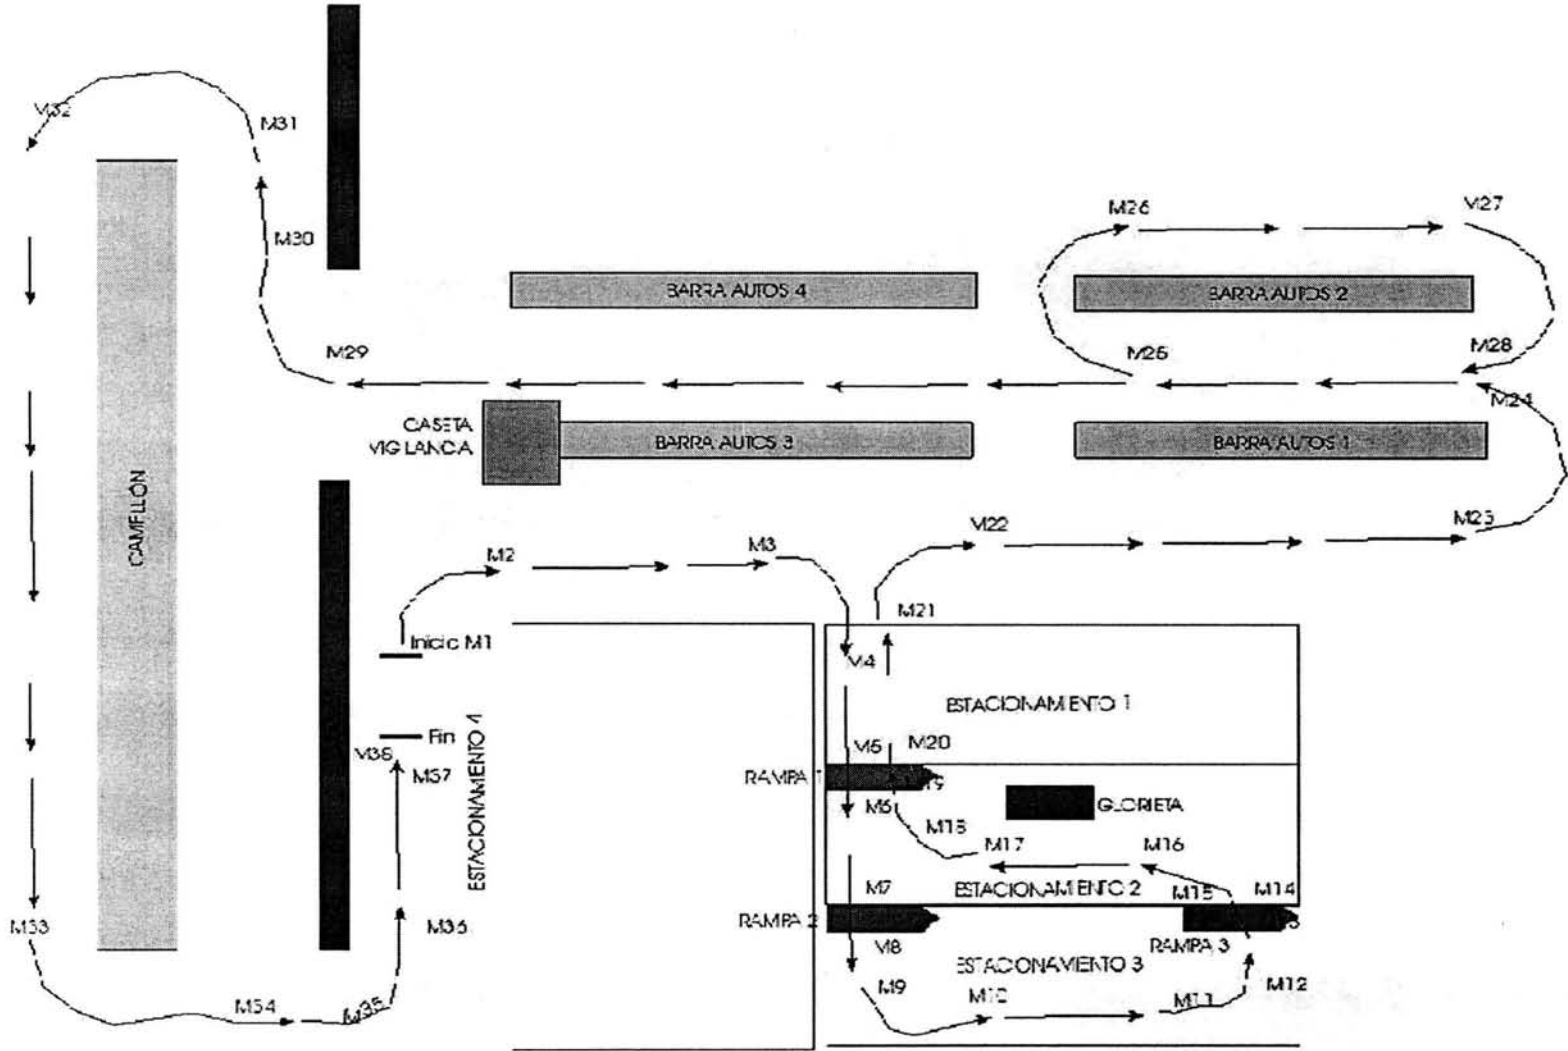 M32
M31
M26
M27
M30
BARRA AUTOS 4
BARRA AUTOS 2
M29
M25
M28
M24
CASETA
VIGILANCIA
BARRA AUTOS 3
BARRA AUTOS 1
CAMELLÓN
M2
M3
M22
M23
Inicio M1
M21
M4
ESTACIONAMIENTO 1
Fin
M38
M37
ESTACIONAMIENTO 4
M5
M20
RAMPA 1
M6
GLORIETA
M18
M17
M16
M7
ESTACIONAMIENTO 2
M15
M14
RAMPA 2
M8
RAMPA 3
M33
M36
ESTACIONAMIENTO 3
M9
M10
M11
M12
M34
M35